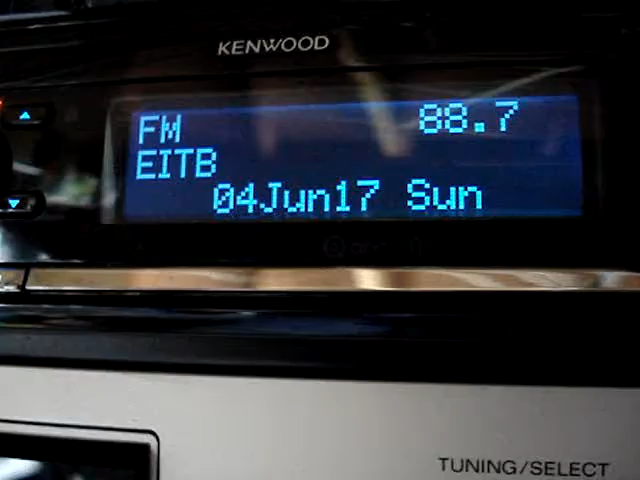 KENWOOD
FM 88.7
EITB
04Jun17 Sun
TUNING/SELECT